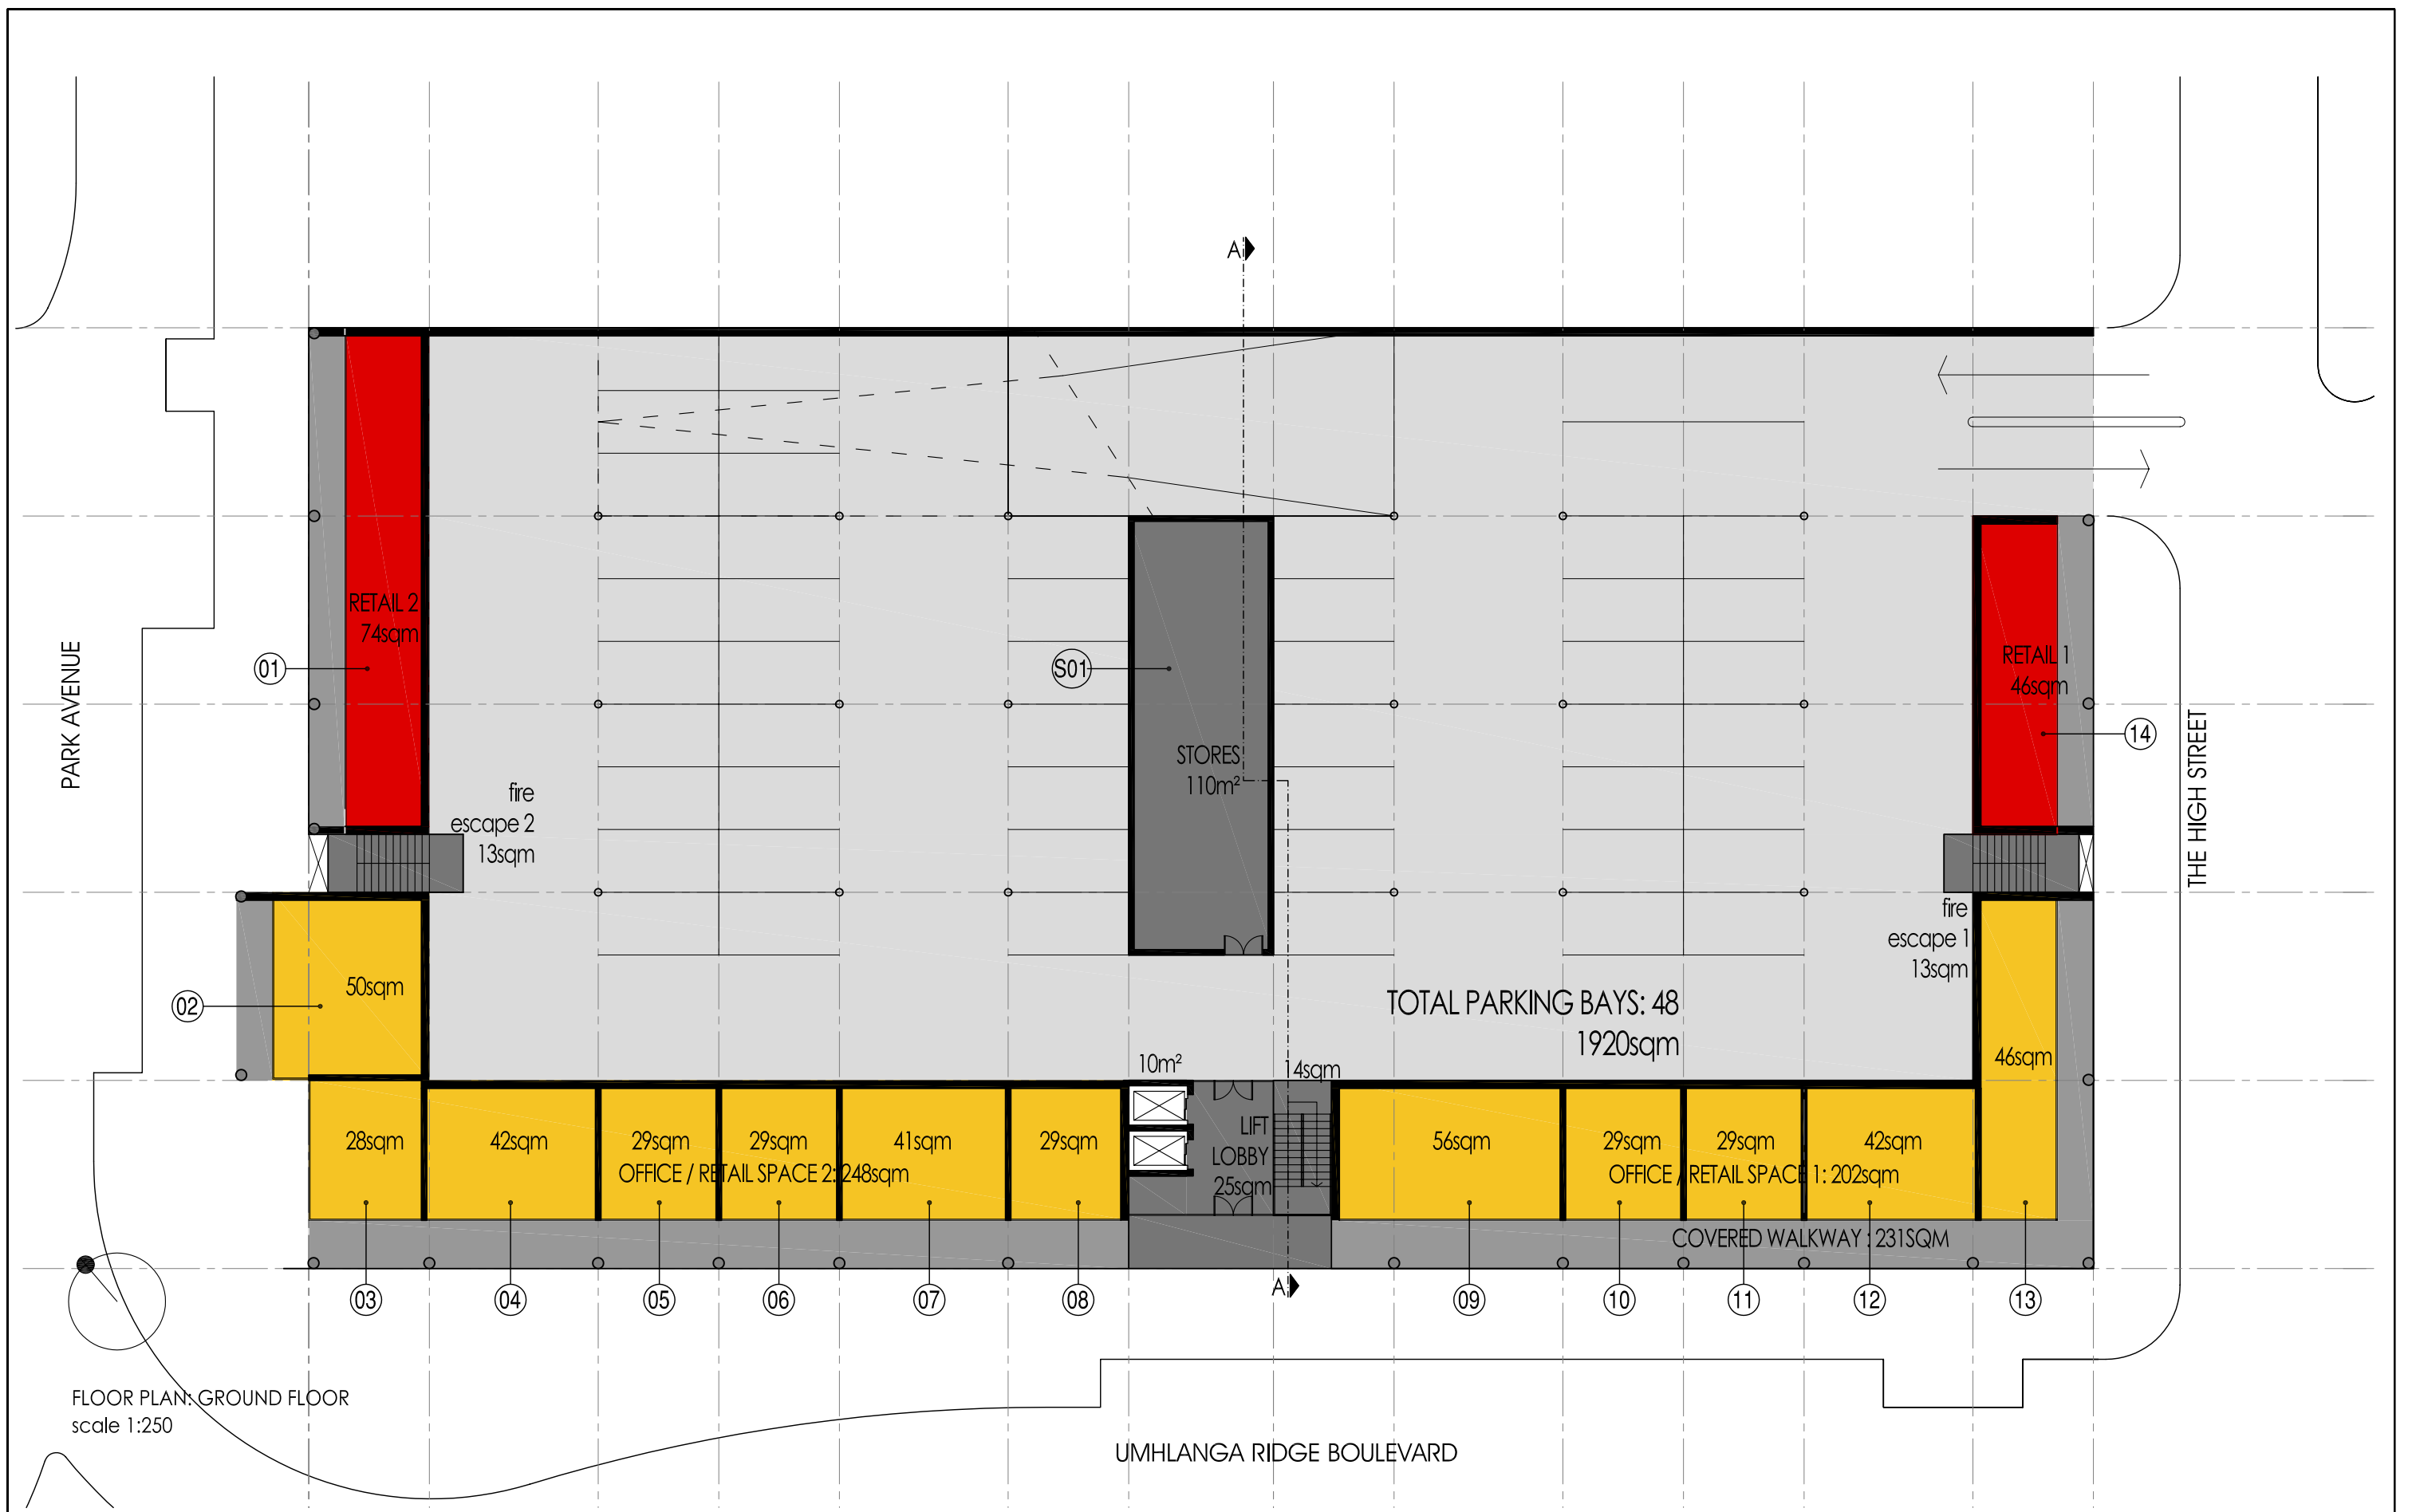 A
RETAIL 2
74sqm
01
S01
RETAIL 1
46sqm
14
PARK AVENUE
THE HIGH STREET
STORES
110m²
fire
escape 2
13sqm
fire
escape 1
13sqm
50sqm
02
TOTAL PARKING BAYS: 48
1920sqm
46sqm
10m²
14sqm
28sqm
42sqm
29sqm
29sqm
41sqm
29sqm
LIFT
LOBBY
25sqm
56sqm
29sqm
29sqm
42sqm
OFFICE / RETAIL SPACE 2: 248sqm
OFFICE / RETAIL SPACE 1: 202sqm
COVERED WALKWAY : 231SQM
A
03
04
05
06
07
08
09
10
11
12
13
FLOOR PLAN: GROUND FLOOR
scale 1:250
UMHLANGA RIDGE BOULEVARD